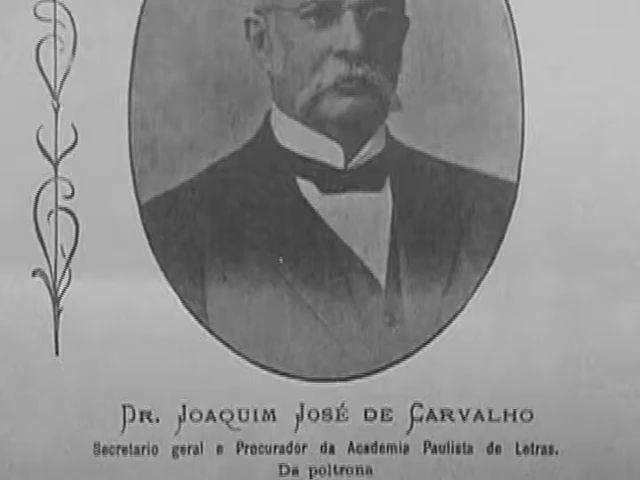 DR. JOAQUIM JOSÉ DE CARVALHO
Secretario geral e Procurador da Academia Paulista de Letras.
Da poltrona